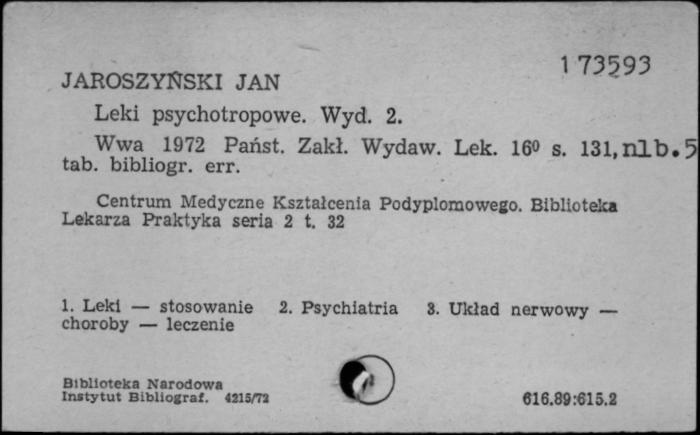 173593
JAROSZYŃSKI JAN
Leki psychotropowe. Wyd. 2.
Wwa 1972 Państ. Zakł. Wydaw. Lek. 16⁰ s. 131, nlb. 5
tab. bibliogr. err.
Centrum Medyczne Kształcenia Podyplomowego. Biblioteka
Lekarza Praktyka seria 2 t. 32
1. Leki — stosowanie 2. Psychiatria 3. Układ nerwowy —
choroby — leczenie
Biblioteka Narodowa
Instytut Bibliograf. 4215/72
616.89:615.2